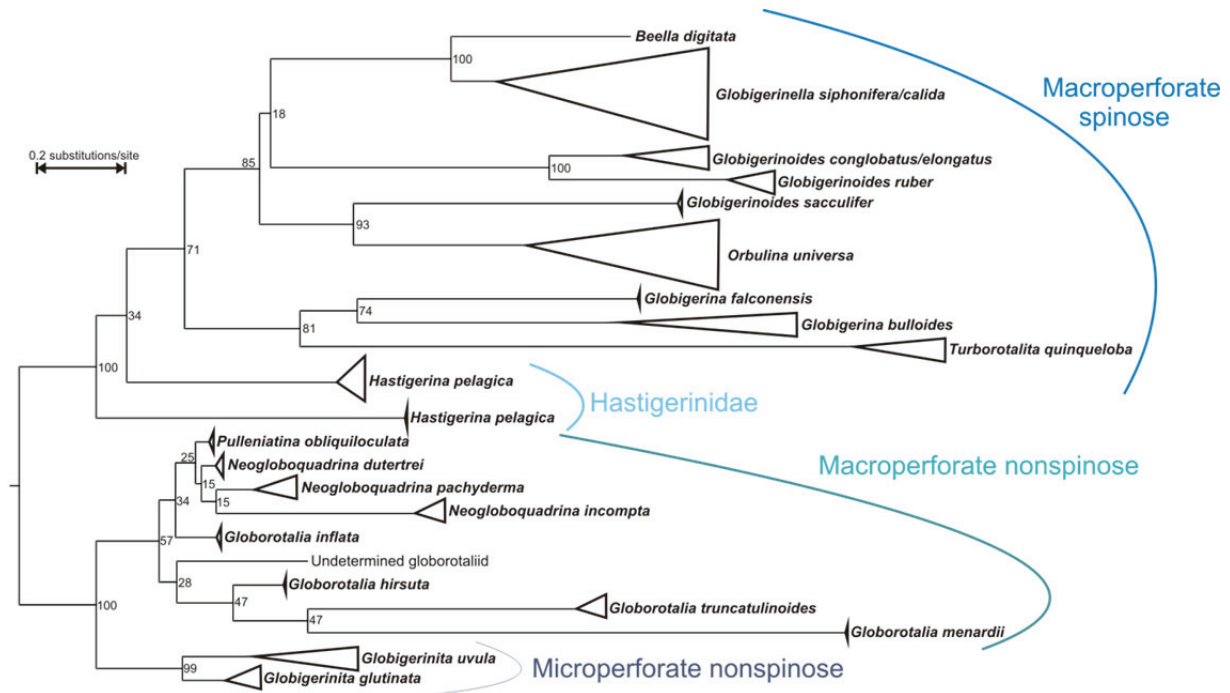 Beella digitata
100
Macroperforate
spinose
Globigerinella siphonifera/calida
18
0.2 substitutions/site
85
Globigerinoides conglobatus/elongatus
100
Globigerinoides ruber
Globigerinoides sacculifer
93
71
Orbulina universa
Globigerina falconensis
74
34
81
Globigerina bulloides
Turborotalita quinqueloba
100
Hastigerina pelagica
Hastigerinidae
Hastigerina pelagica
Pulleniatina obliquiloculata
25
Neogloboquadrina dutertrei
Macroperforate nonspinose
15
Neogloboquadrina pachyderma
34
15
Neogloboquadrina incompta
57
Globorotalia inflata
Undetermined globorotaliid
28
Globorotalia hirsuta
47
100
Globorotalia truncatulinoides
47
Globorotalia menardii
Globigerinita uvula
99
Microperforate nonspinose
Globigerinita glutinata